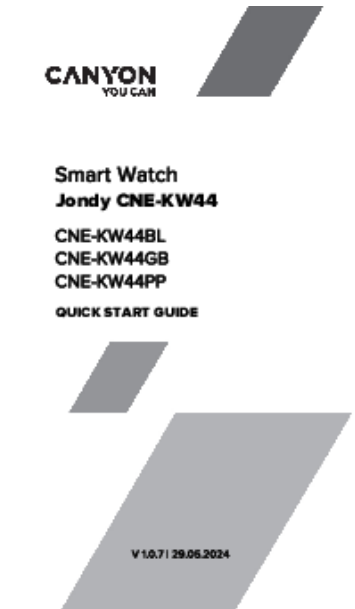 CANYON
YOU CAN
Smart Watch
Jondy CNE-KW44
CNE-KW44BL
CNE-KW44GB
CNE-KW44PP
QUICK START GUIDE
V 1.0.7 | 29.05.2024